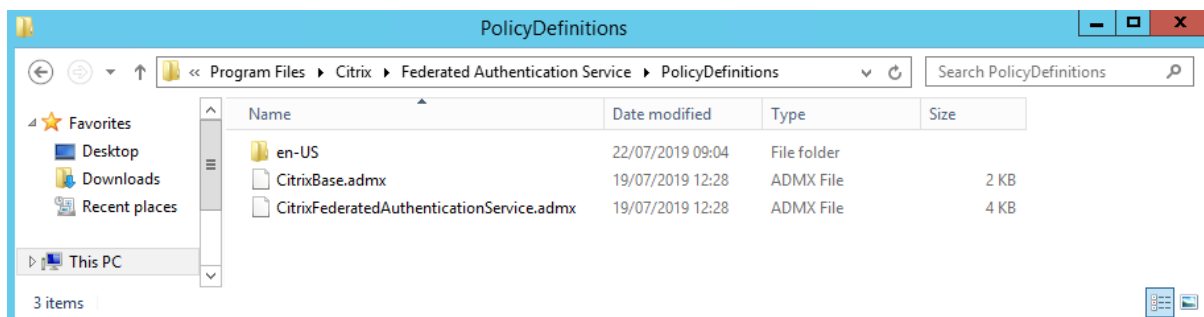 PolicyDefinitions
« Program Files ▸ Citrix ▸ Federated Authentication Service ▸ PolicyDefinitions
Search PolicyDefinitions
Favorites
Desktop
Downloads
Recent places
This PC
Name Date modified Type Size
en-US 22/07/2019 09:04 File folder
CitrixBase.admx 19/07/2019 12:28 ADMX File 2 KB
CitrixFederatedAuthenticationService.admx 19/07/2019 12:28 ADMX File 4 KB
3 items